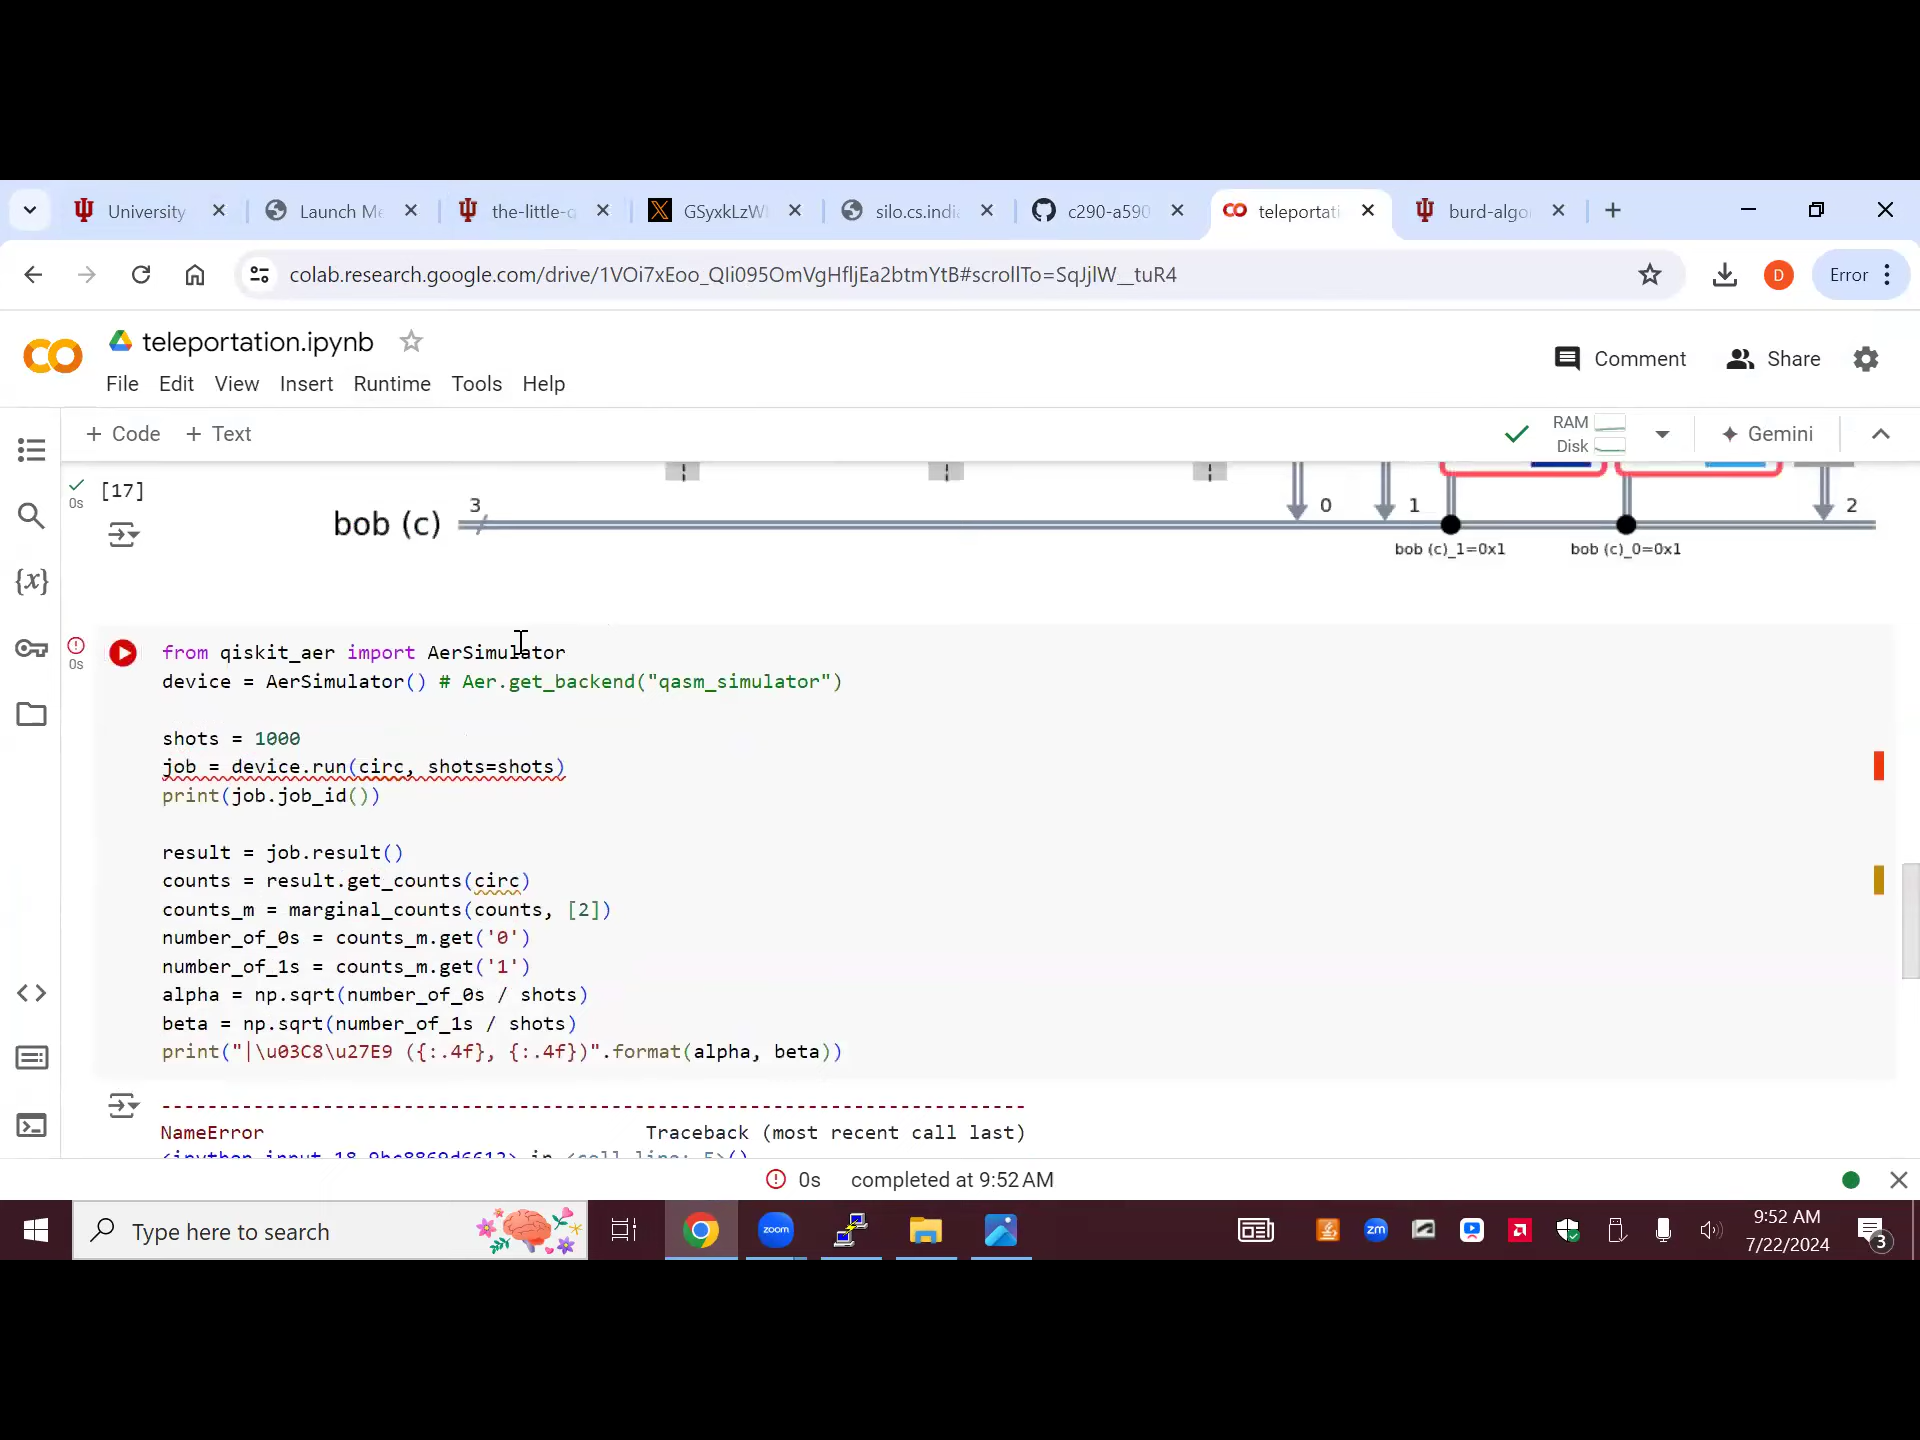 University
Launch Me
the-little-q
GSyxkLzW
silo.cs.indi
c290-a590
teleportati
burd-algo
colab.research.google.com/drive/1VOi7xEoo_Qli095OmVgHfljEa2btmYtB#scrollTo=SqJjlW__tuR4
D
Error
teleportation.ipynb
File Edit View Insert Runtime Tools Help
Comment
Share
+ Code + Text
RAM
Disk
Gemini
[17]
0s
3
bob (c)
0
1
2
bob (c)_1=0x1
bob (c)_0=0x1
0s
from qiskit_aer import AerSimulator
device = AerSimulator() # Aer.get_backend("qasm_simulator")
shots = 1000
job = device.run(circ, shots=shots)
print(job.job_id())
result = job.result()
counts = result.get_counts(circ)
counts_m = marginal_counts(counts, [2])
number_of_0s = counts_m.get('0')
number_of_1s = counts_m.get('1')
alpha = np.sqrt(number_of_0s / shots)
beta = np.sqrt(number_of_1s / shots)
print("|\u03C8\u27E9 ({:.4f}, {:.4f})".format(alpha, beta))
---------------------------------------------------------------------------
NameError Traceback (most recent call last)
0s completed at 9:52 AM
Type here to search
zoom
zm
9:52 AM
7/22/2024
3